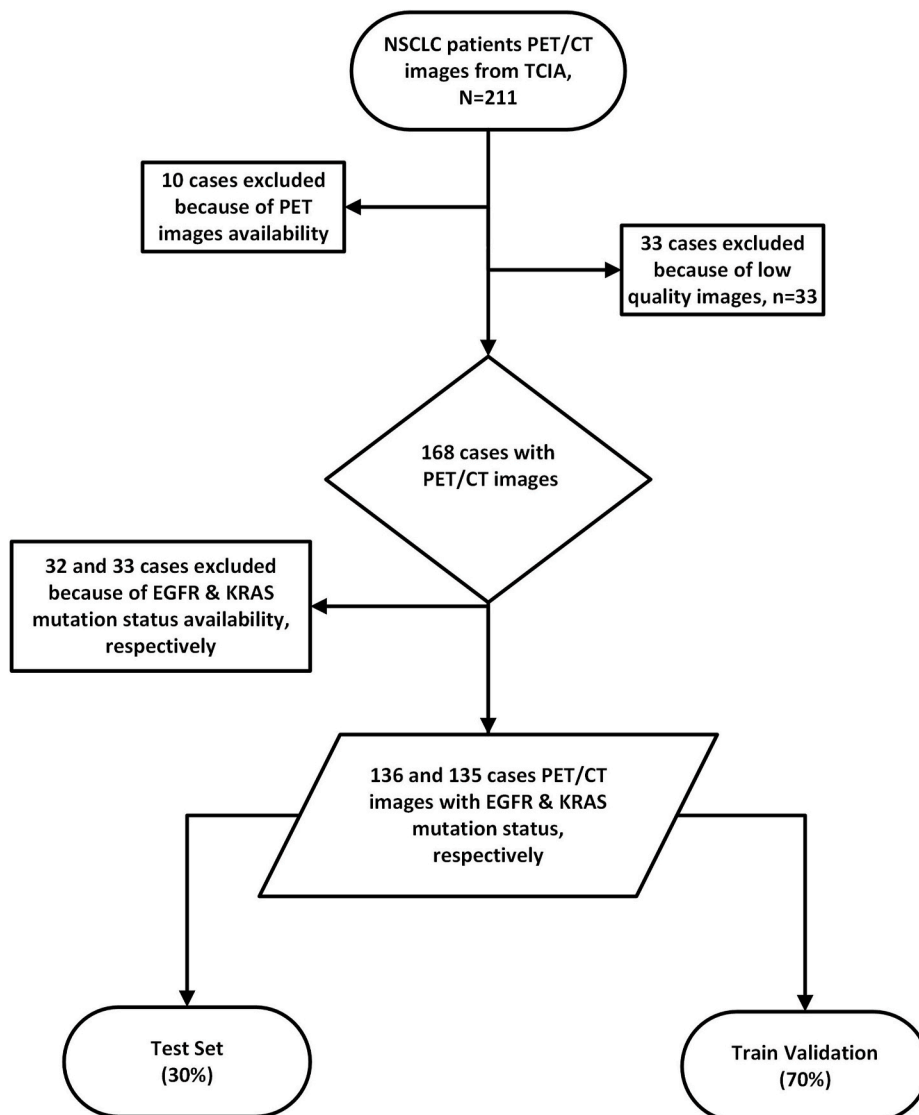 NSCLC patients PET/CT
images from TCIA,
N=211
10 cases excluded
because of PET
images availability
33 cases excluded
because of low
quality images, n=33
168 cases with
PET/CT images
32 and 33 cases excluded
because of EGFR & KRAS
mutation status availability,
respectively
136 and 135 cases PET/CT
images with EGFR & KRAS
mutation status,
respectively
Test Set
(30%)
Train Validation
(70%)